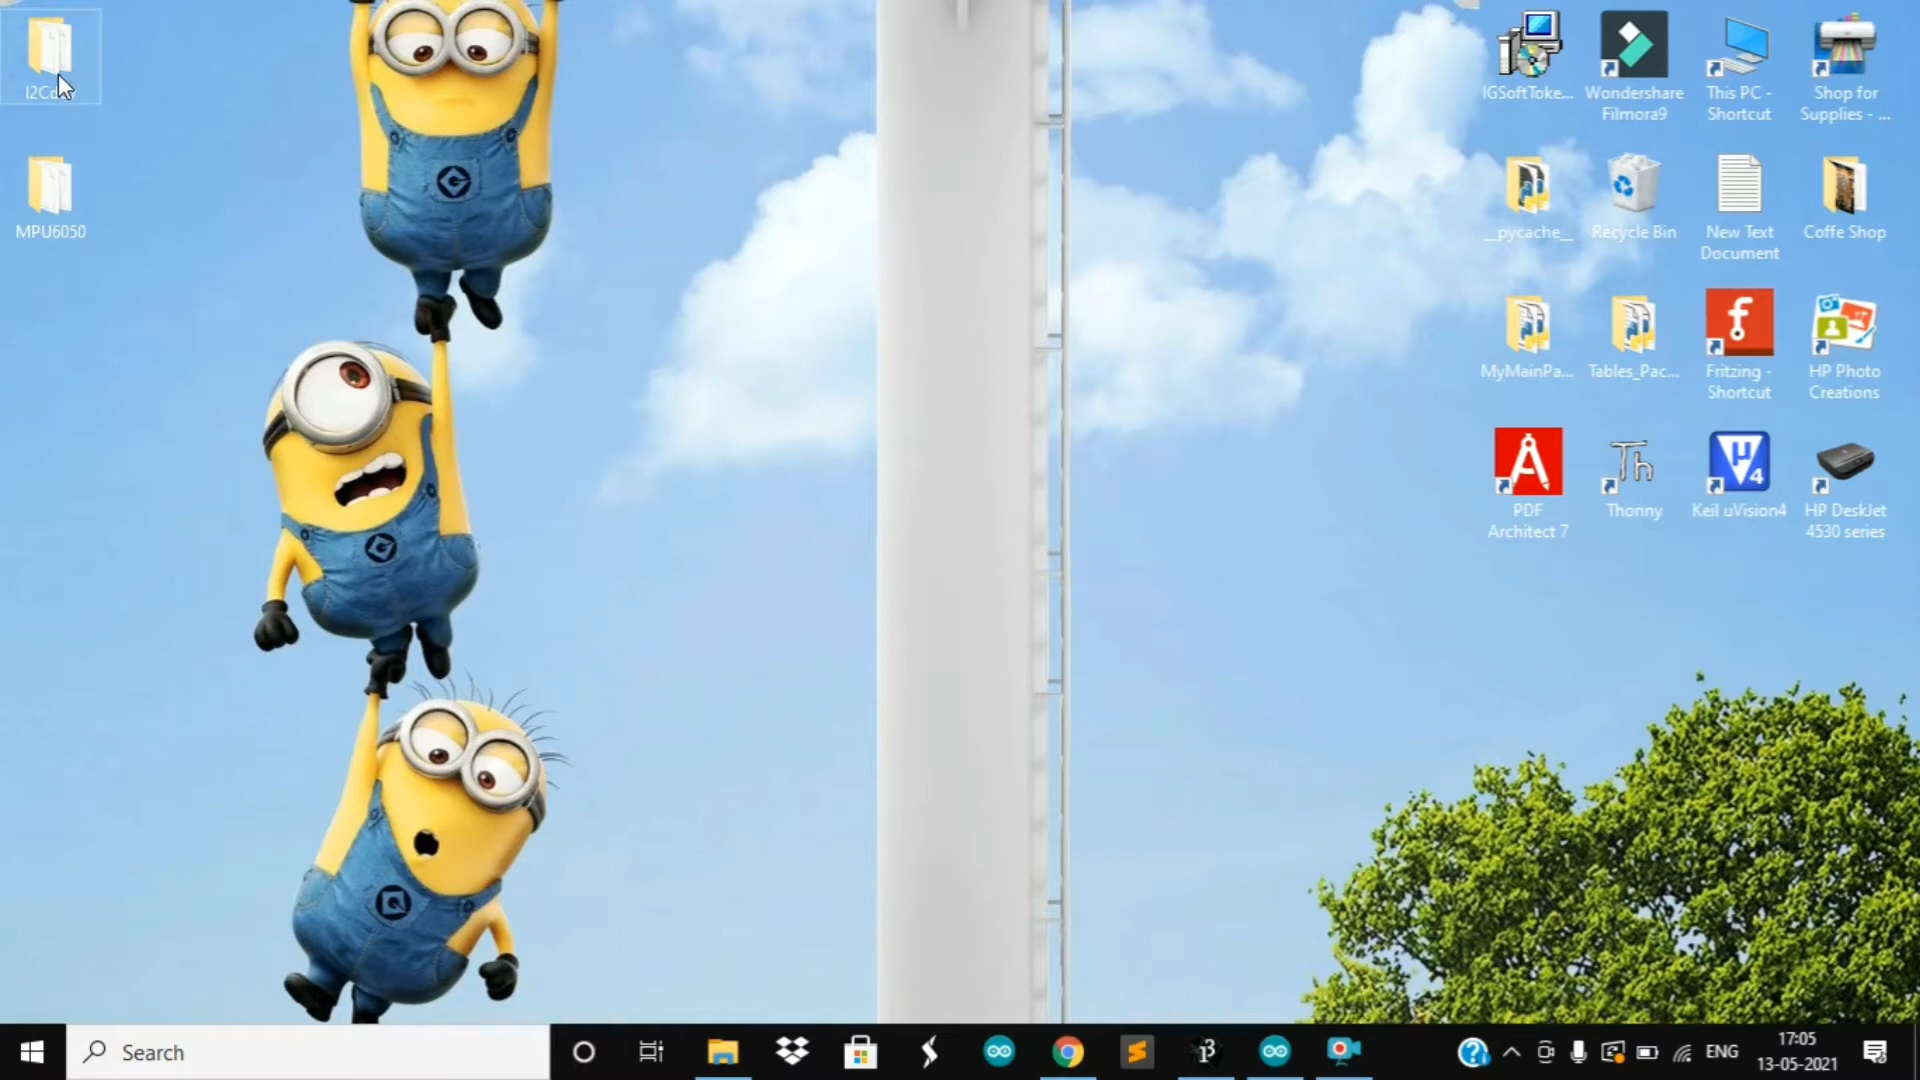 MPU6050
IGSoftToke...
Wondershare
Filmora9
This PC -
Shortcut
Shop for
Supplies - ...
__pycache__
Recycle Bin
New Text
Document
Coffe Shop
MyMainPa...
Tables_Pac...
Fritzing -
Shortcut
HP Photo
Creations
PDF
Architect 7
Thonny
Keil uVision4
HP DeskJet
4530 series
Search
ENG
17:05
13-05-2021